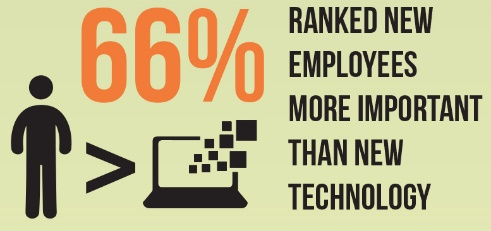 66%
>
RANKED NEW
EMPLOYEES
MORE IMPORTANT
THAN NEW
TECHNOLOGY